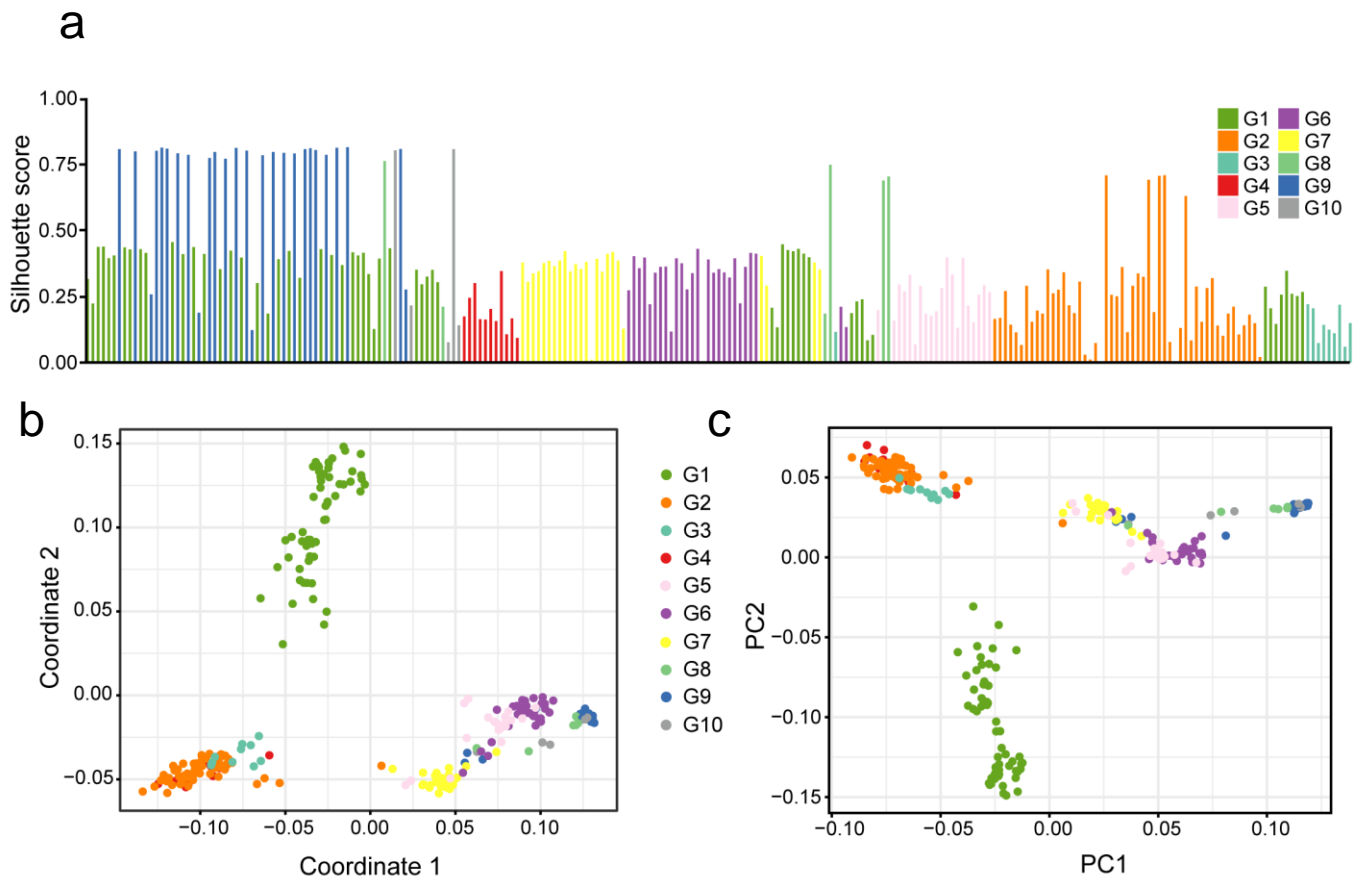 a
Silhouette score
1.00
0.75
0.50
0.25
0.00
G1 G6
G2 G7
G3 G8
G4 G9
G5 G10
b
Coordinate 2
0.15
0.10
0.05
0.00
−0.05
−0.10 −0.05 0.00 0.05 0.10
Coordinate 1
G1
G2
G3
G4
G5
G6
G7
G8
G9
G10
c
PC2
0.05
0.00
−0.05
−0.10
−0.15
−0.10 −0.05 0.00 0.05 0.10
PC1